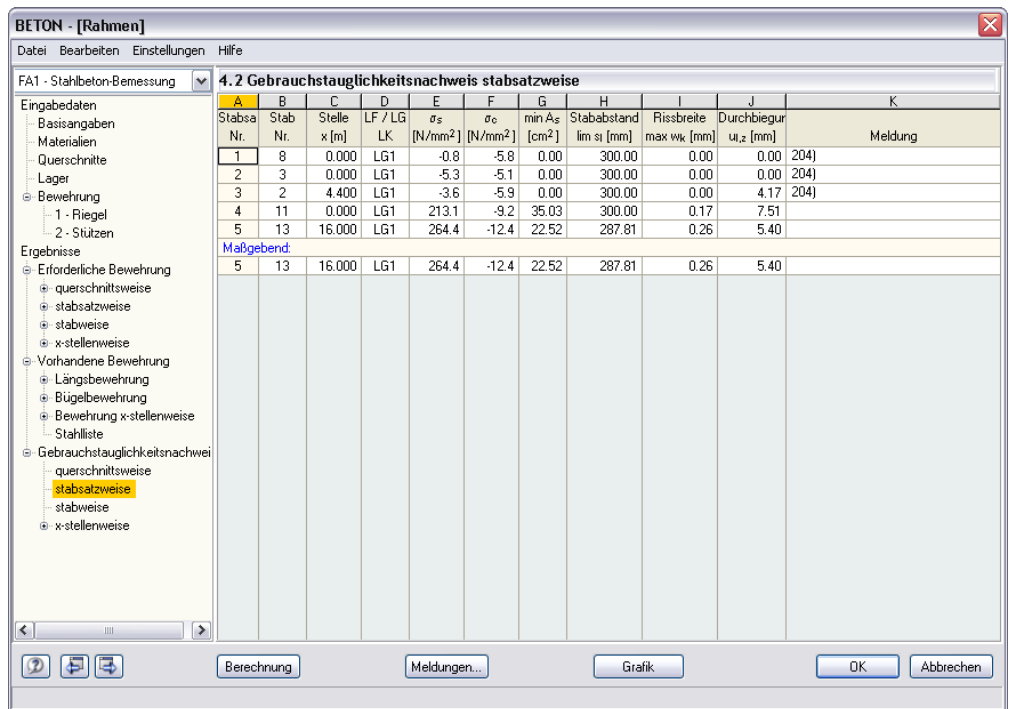 BETON - [Rahmen]
Datei Bearbeiten Einstellungen Hilfe
FA1 - Stahlbeton-Bemessung
Eingabedaten
Basisangaben
Materialien
Querschnitte
Lager
Bewehrung
1 - Riegel
2 - Stützen
Ergebnisse
Erforderliche Bewehrung
querschnittsweise
stabsatzweise
stabweise
x-stellenweise
Vorhandene Bewehrung
Längsbewehrung
Bügelbewehrung
Bewehrung x-stellenweise
Stahlliste
Gebrauchstauglichkeitsnachwei
querschnittsweise
stabsatzweise
stabweise
x-stellenweise
4.2 Gebrauchstauglichkeitsnachweis stabsatzweise
A B C D E F G H I J K
Stabsa Stab Stelle LF / LG σs σc min As Stababstand Rissbreite Durchbiegur
Nr. Nr. x [m] LK [N/mm²] [N/mm²] [cm²] lim sl [mm] max wk [mm] ul,z [mm] Meldung
1 8 0.000 LG1 -0.8 -5.8 0.00 300.00 0.00 0.00 204)
2 3 0.000 LG1 -5.3 -5.1 0.00 300.00 0.00 0.00 204)
3 2 4.400 LG1 -3.6 -5.9 0.00 300.00 0.00 4.17 204)
4 11 0.000 LG1 213.1 -9.2 35.03 300.00 0.17 7.51
5 13 16.000 LG1 264.4 -12.4 22.52 287.81 0.26 5.40
Maßgebend:
5 13 16.000 LG1 264.4 -12.4 22.52 287.81 0.26 5.40
Berechnung Meldungen... Grafik OK Abbrechen